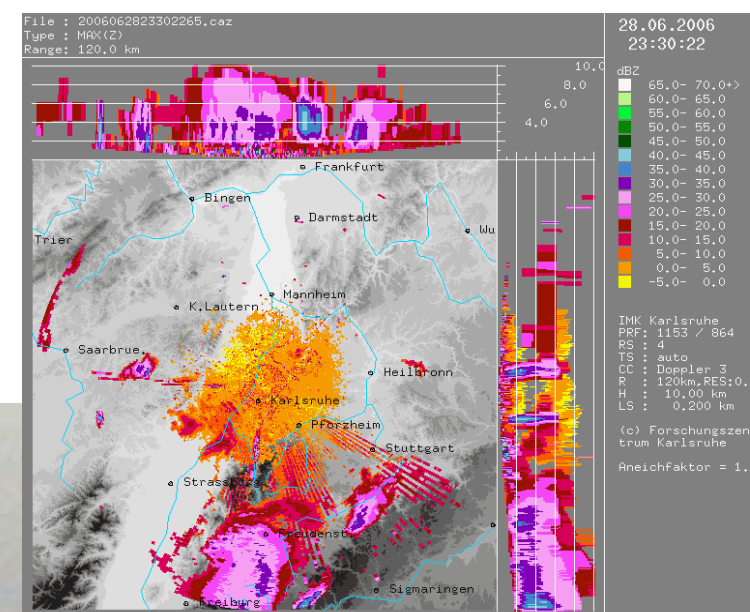 File : 2006062823302265.caz
Type : MAX(Z)
Range: 120.0 km
28.06.2006
23:30:22
10.0
8.0
6.0
4.0
dBZ
65.0- 70.0+>
60.0- 65.0
55.0- 60.0
50.0- 55.0
45.0- 50.0
40.0- 45.0
35.0- 40.0
30.0- 35.0
25.0- 30.0
20.0- 25.0
15.0- 20.0
10.0- 15.0
5.0- 10.0
0.0- 5.0
-5.0- 0.0
Frankfurt
Bingen
Darmstadt
Wu
Trier
Mannheim
K.Lautern
Saarbrue.
Heilbronn
Karlsruhe
Pforzheim
Stuttgart
Strassburg
Freudenst.
Sigmaringen
Freiburg
IMK Karlsruhe
PRF: 1153 / 864
RS : 4
TS : auto
CC : Doppler 3
R : 120km,RES:0.
H : 10.00 km
LS : 0.200 km
(c) Forschungszen
trum Karlsruhe
Aneichfaktor = 1.